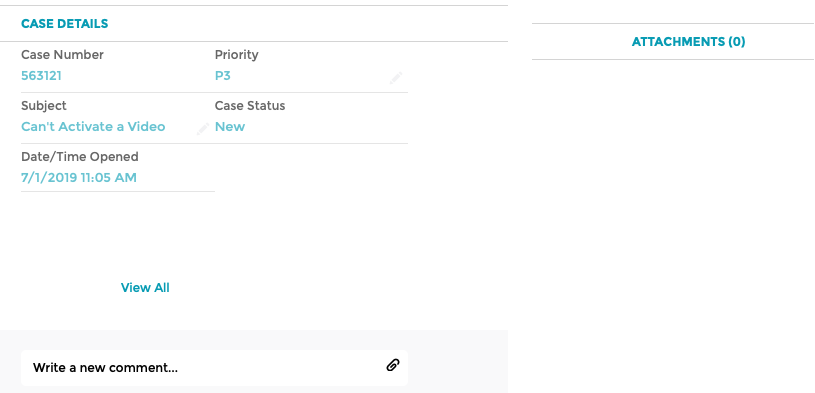 CASE DETAILS
ATTACHMENTS (0)
Case Number
Priority
563121
P3
Subject
Case Status
Can't Activate a Video
New
Date/Time Opened
7/1/2019 11:05 AM
View All
Write a new comment...